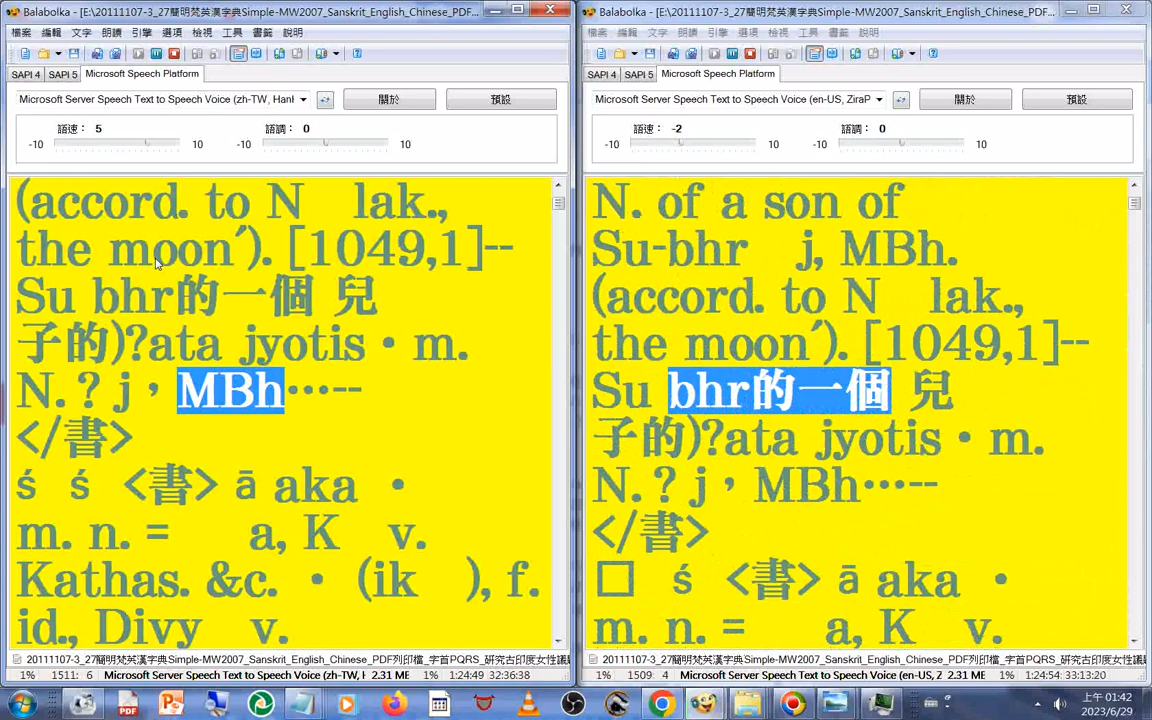 Balabolka - [E:\20111107-3_27簡明梵英漢字典Simple-MW2007_Sanskrit_English_Chinese_PDF...
檔案 編輯 文字 朗讀 引擎 選項 檢視 工具 書籤 說明
SAPI 4 SAPI 5 Microsoft Speech Platform
Microsoft Server Speech Text to Speech Voice (zh-TW, HanH
關於 預設
語速： 5 語調： 0
-10 10 -10 10
(accord. to N lak.,
the moon'). [1049,1]--
Su bhr的一個 兒
子的)?ata jyotis•m.
N.？j，MBh…--
</書>
ś ś <書> ā aka •
m. n. = a, K v.
Kathas. &c. • (ik ), f.
id., Divy v.
20111107-3_27簡明梵英漢字典Simple-MW2007_Sanskrit_English_Chinese_PDF列印檔_字首PQRS_研究古印度女性議
1% 1511: 6 Microsoft Server Speech Text to Speech Voice (zh-TW, H 2.31 MB 1% 1:24:49 32:36:38
Balabolka - [E:\20111107-3_27簡明梵英漢字典Simple-MW2007_Sanskrit_English_Chinese_PDF...
檔案 編輯 文字 朗讀 引擎 選項 檢視 工具 書籤 說明
SAPI 4 SAPI 5 Microsoft Speech Platform
Microsoft Server Speech Text to Speech Voice (en-US, ZiraP
關於 預設
語速： -2 語調： 0
-10 10 -10 10
N. of a son of
Su-bhr j, MBh.
(accord. to N lak.,
the moon'). [1049,1]--
Su bhr的一個 兒
子的)?ata jyotis•m.
N.？j，MBh…--
</書>
ś <書> ā aka •
m. n. = a, K v.
20111107-3_27簡明梵英漢字典Simple-MW2007_Sanskrit_English_Chinese_PDF列印檔_字首PQRS_研究古印度女性議
1% 1509: 4 Microsoft Server Speech Text to Speech Voice (en-US, Z 2.31 MB 1% 1:24:54 33:13:20
上午 01:42
2023/6/29